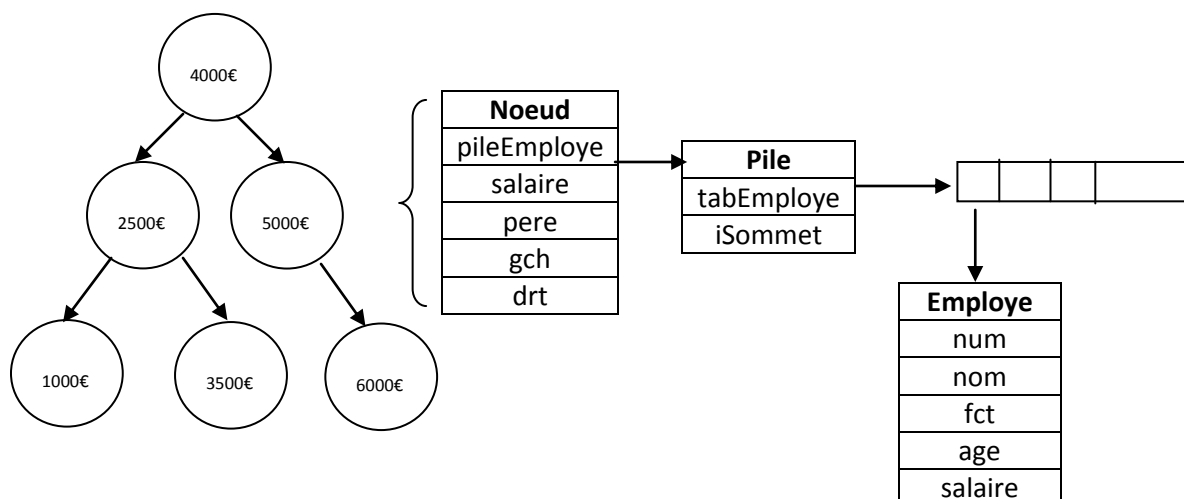 4000€
2500€
5000€
1000€
3500€
6000€
Noeud
pileEmploye
salaire
pere
gch
drt
Pile
tabEmploye
iSommet
Employe
num
nom
fct
age
salaire